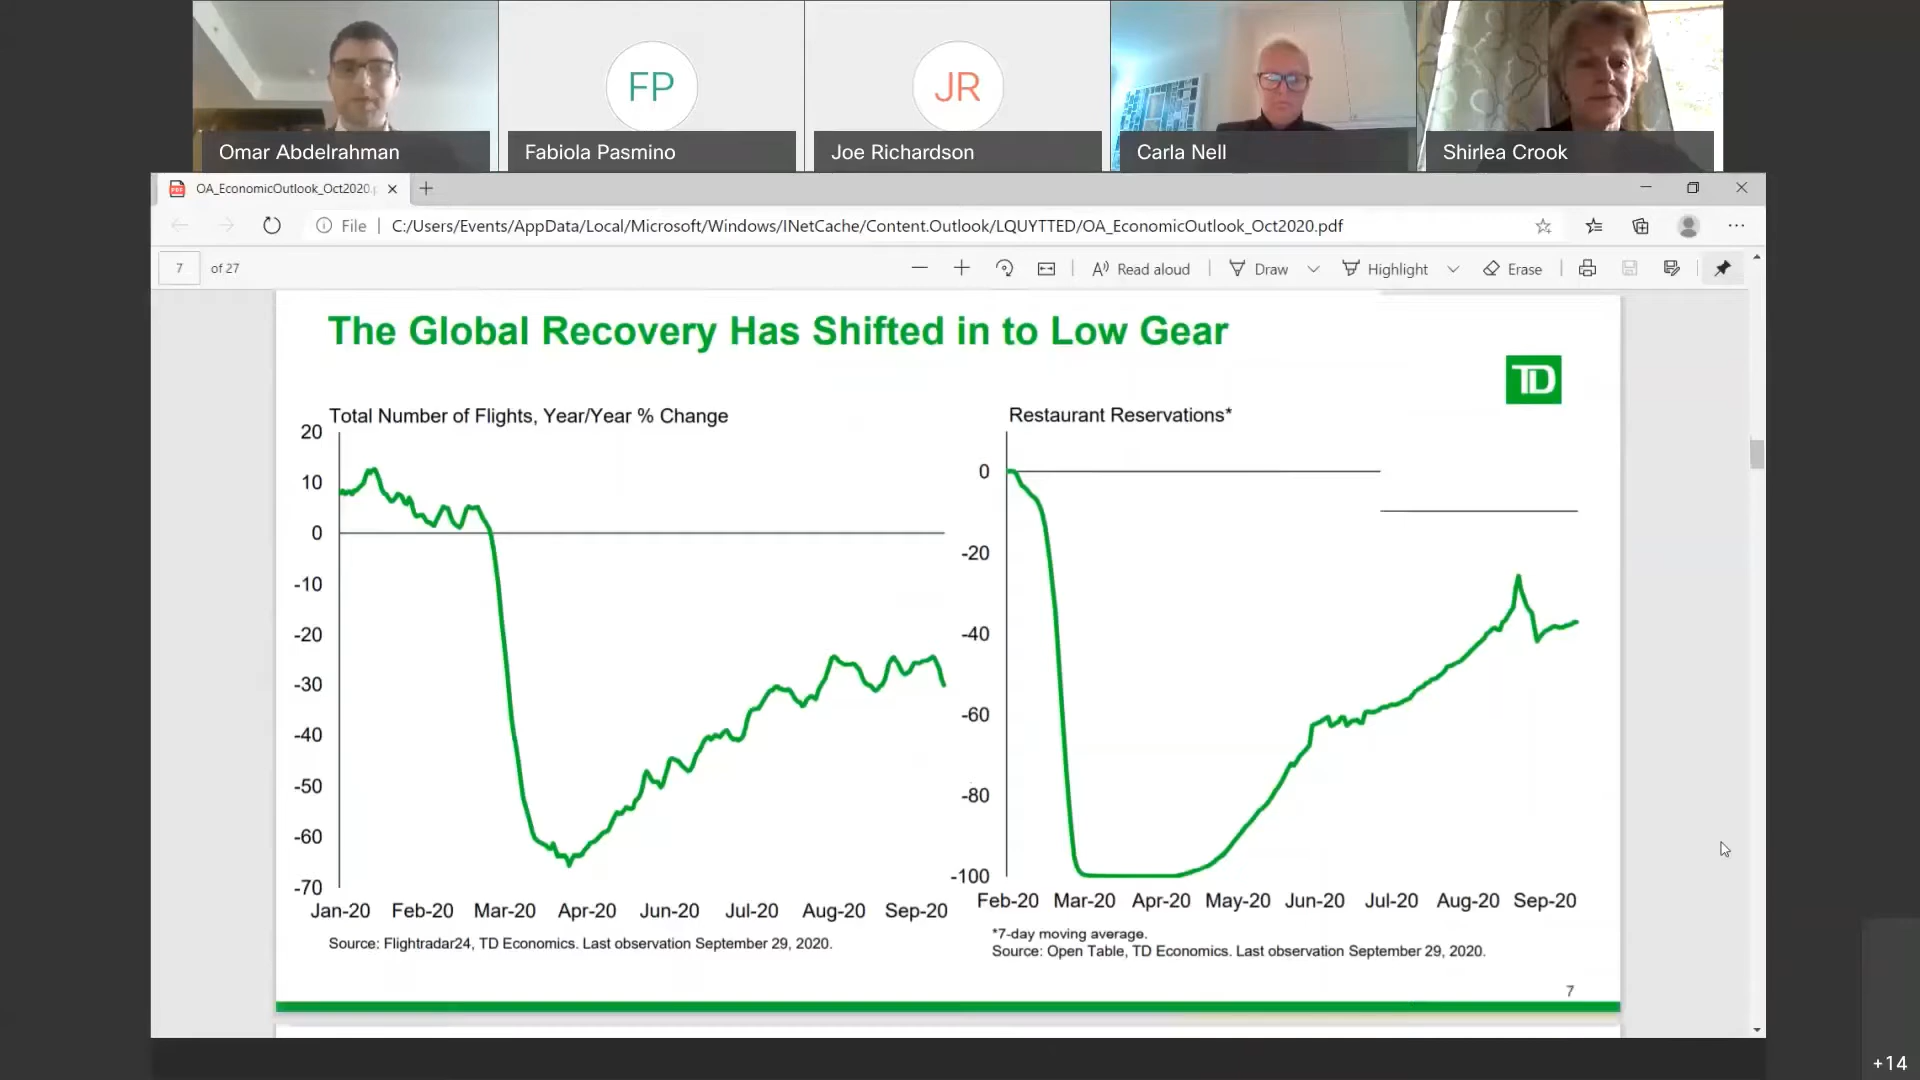 FP
JR
Omar Abdelrahman
Fabiola Pasmino
Joe Richardson
Carla Nell
Shirlea Crook
OA_EconomicOutlook_Oct2020.p
File
C:/Users/Events/AppData/Local/Microsoft/Windows/INetCache/Content.Outlook/LQUYTTED/OA_EconomicOutlook_Oct2020.pdf
7 of 27
Read aloud
Draw
Highlight
Erase
The Global Recovery Has Shifted in to Low Gear
TD
Total Number of Flights, Year/Year % Change
20
10
0
-10
-20
-30
-40
-50
-60
-70
Jan-20 Feb-20 Mar-20 Apr-20 Jun-20 Jul-20 Aug-20 Sep-20
Source: Flightradar24, TD Economics. Last observation September 29, 2020.
Restaurant Reservations*
0
-20
-40
-60
-80
-100
Feb-20 Mar-20 Apr-20 May-20 Jun-20 Jul-20 Aug-20 Sep-20
*7-day moving average.
Source: Open Table, TD Economics. Last observation September 29, 2020.
7
+14